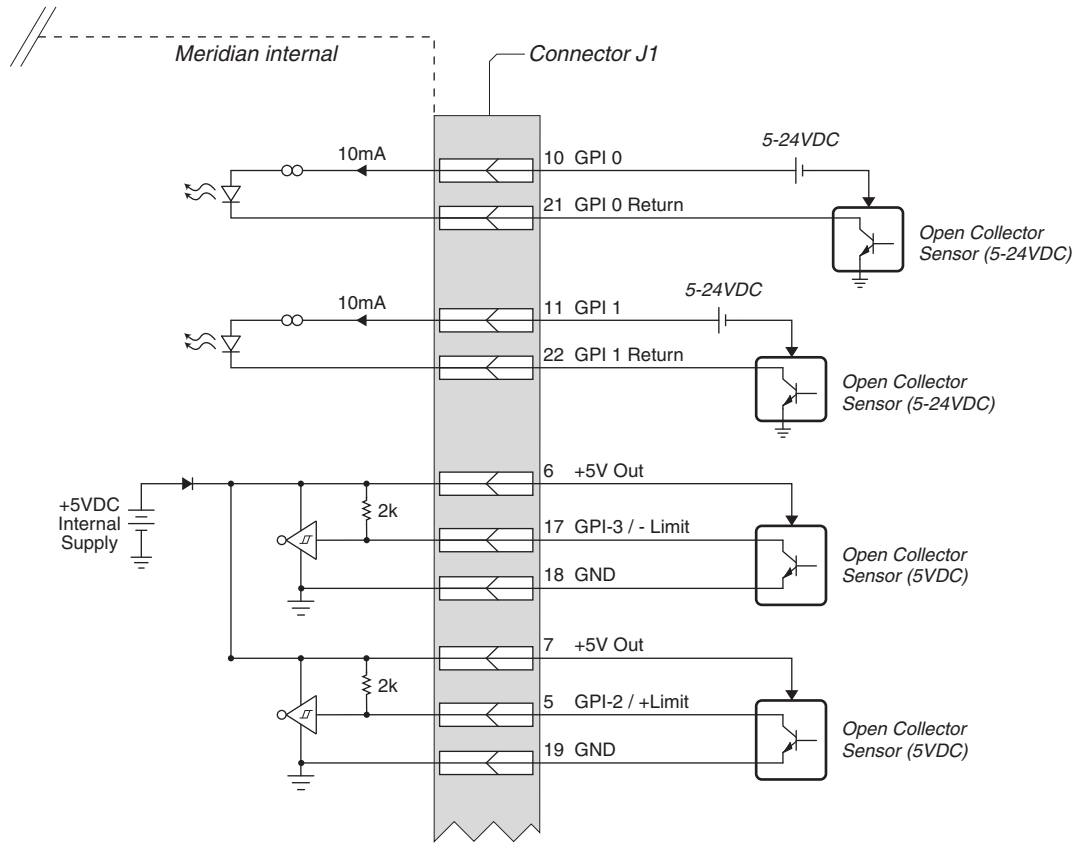 Meridian internal
Connector J1
5-24VDC
10mA
10 GPI 0
21 GPI 0 Return
Open Collector
Sensor (5-24VDC)
5-24VDC
10mA
11 GPI 1
22 GPI 1 Return
Open Collector
Sensor (5-24VDC)
6 +5V Out
+5VDC
Internal
Supply
2k
17 GPI-3 / - Limit
18 GND
Open Collector
Sensor (5VDC)
7 +5V Out
2k
5 GPI-2 / +Limit
19 GND
Open Collector
Sensor (5VDC)